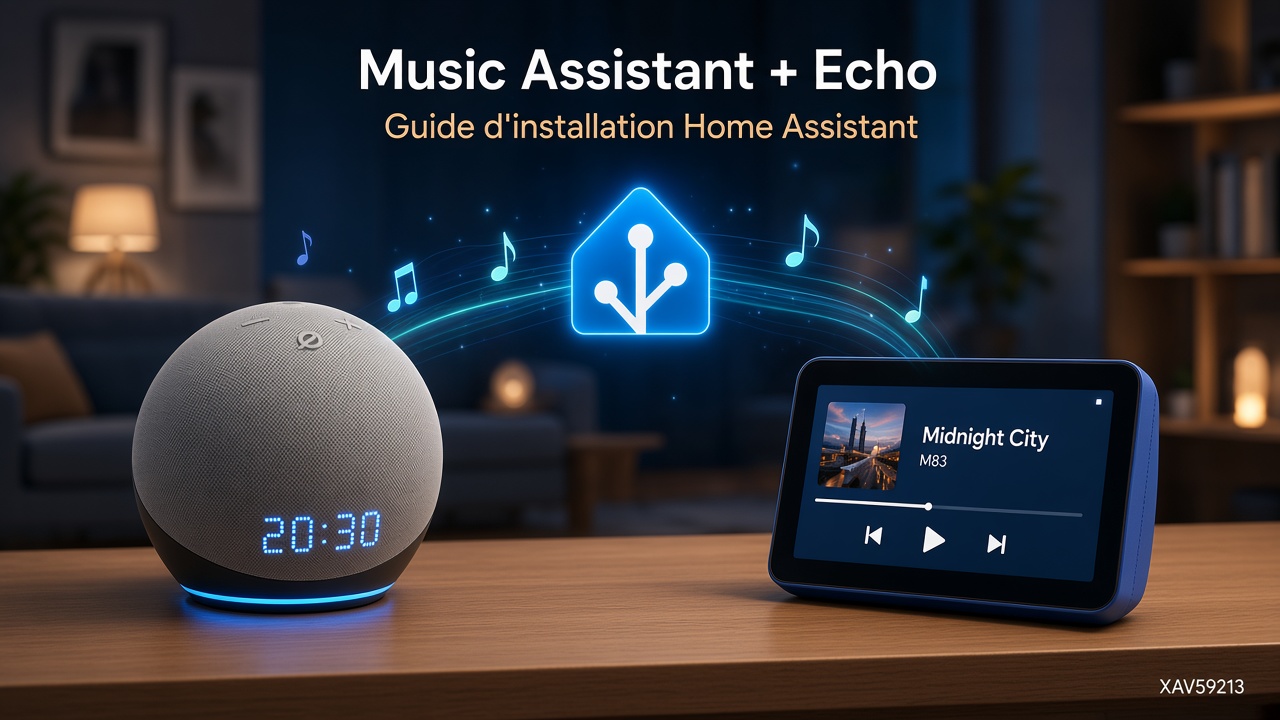 Music Assistant + Echo
Guide d'installation Home Assistant
20:30
Midnight City
M83
XAV59213